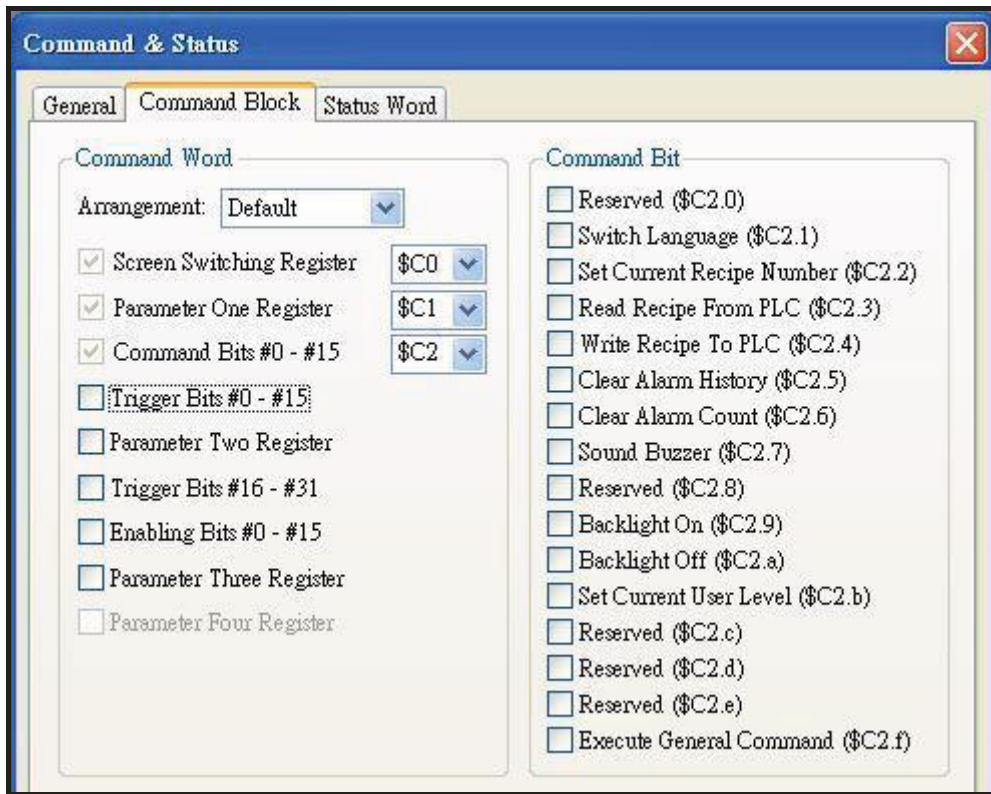 Command & Status
General Command Block Status Word
Command Word
Arrangement: Default
Screen Switching Register $C0
Parameter One Register $C1
Command Bits #0 - #15 $C2
Trigger Bits #0 - #15
Parameter Two Register
Trigger Bits #16 - #31
Enabling Bits #0 - #15
Parameter Three Register
Parameter Four Register
Command Bit
Reserved ($C2.0)
Switch Language ($C2.1)
Set Current Recipe Number ($C2.2)
Read Recipe From PLC ($C2.3)
Write Recipe To PLC ($C2.4)
Clear Alarm History ($C2.5)
Clear Alarm Count ($C2.6)
Sound Buzzer ($C2.7)
Reserved ($C2.8)
Backlight On ($C2.9)
Backlight Off ($C2.a)
Set Current User Level ($C2.b)
Reserved ($C2.c)
Reserved ($C2.d)
Reserved ($C2.e)
Execute General Command ($C2.f)